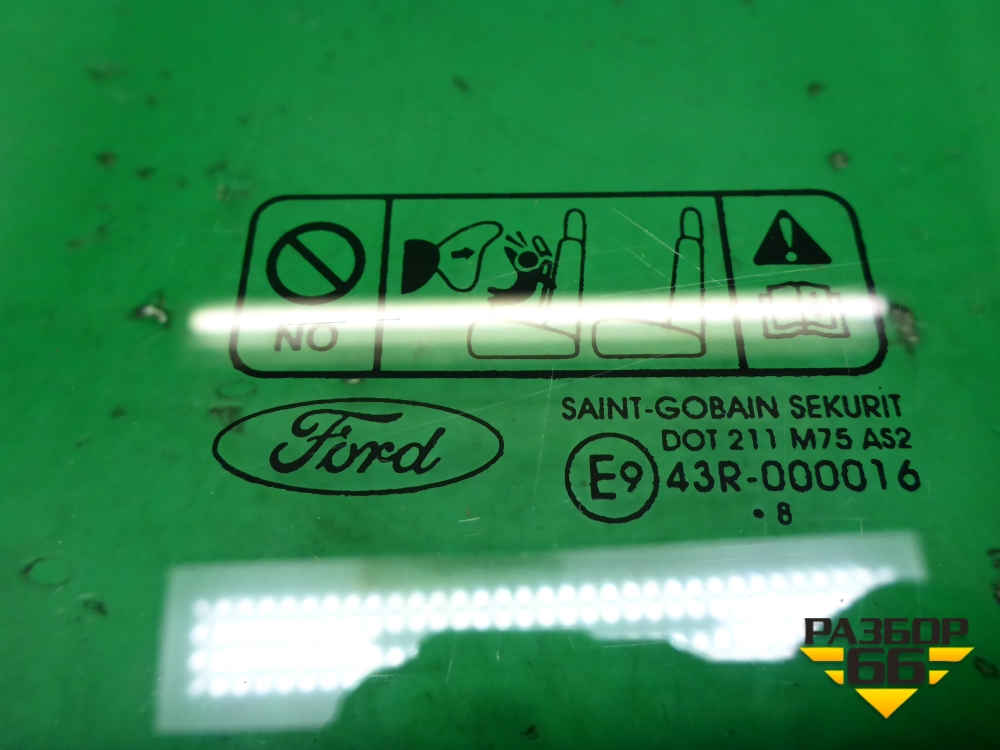 NO
Ford
SAINT-GOBAIN SEKURIT
DOT 211 M75 AS2
E9 43R-000016
• 8
РАЗБОР
66